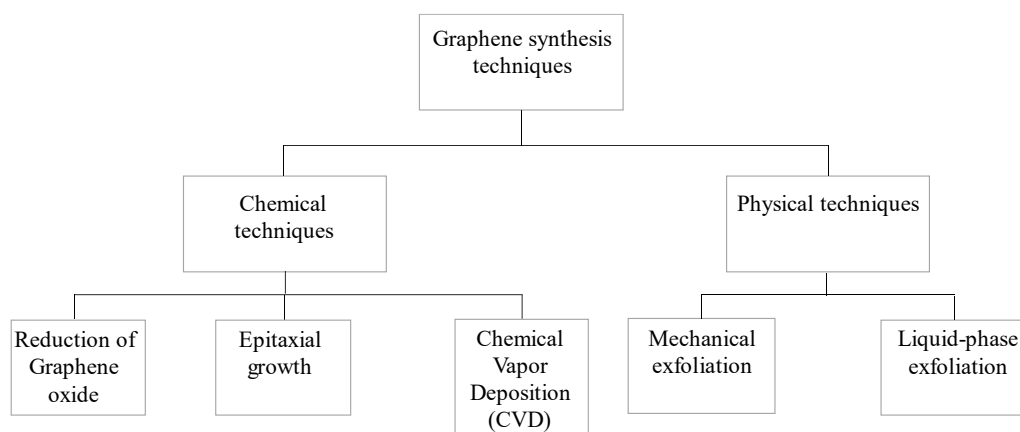 Graphene synthesis
techniques
Chemical
techniques
Physical techniques
Reduction of
Graphene
oxide
Epitaxial
growth
Chemical
Vapor
Deposition
(CVD)
Mechanical
exfoliation
Liquid-phase
exfoliation